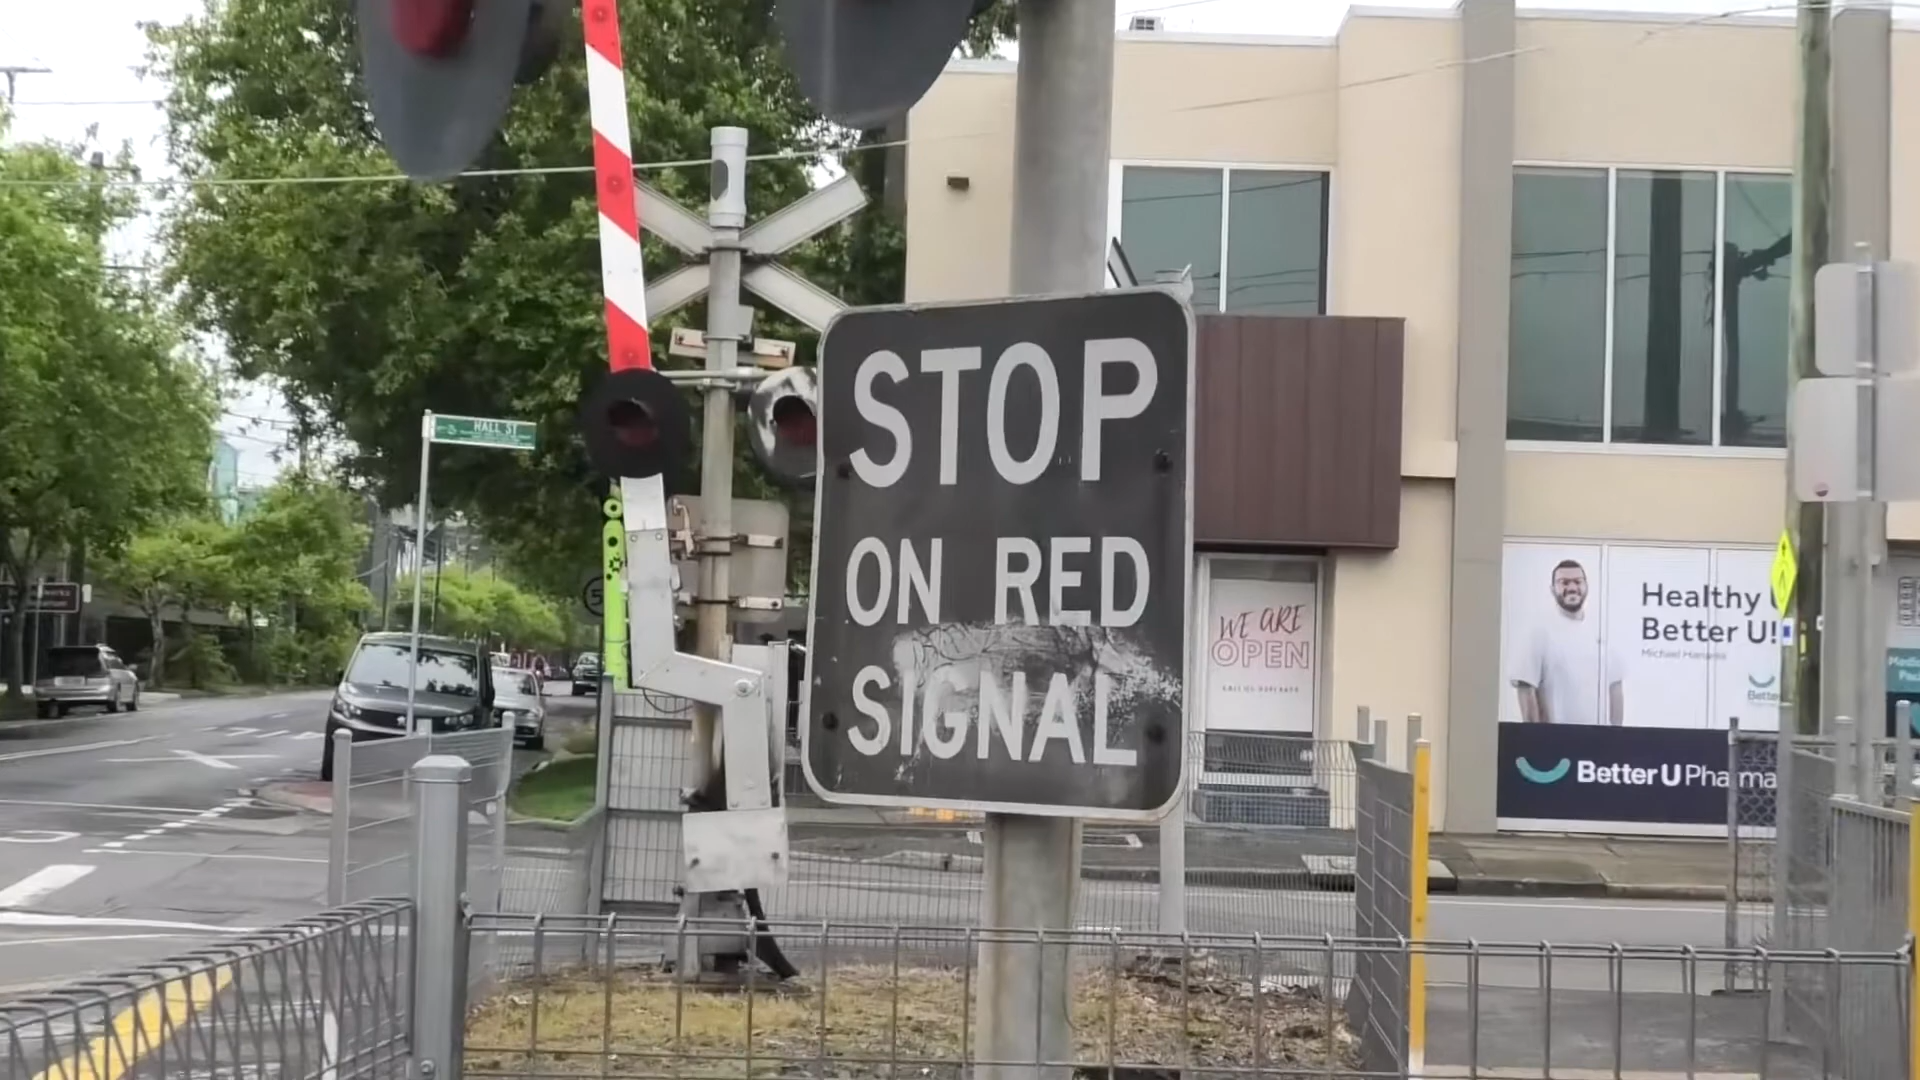 HALL ST
STOP
ON RED
SIGNAL
WE ARE
OPEN
Healthy
Better U!
Better U Pharma